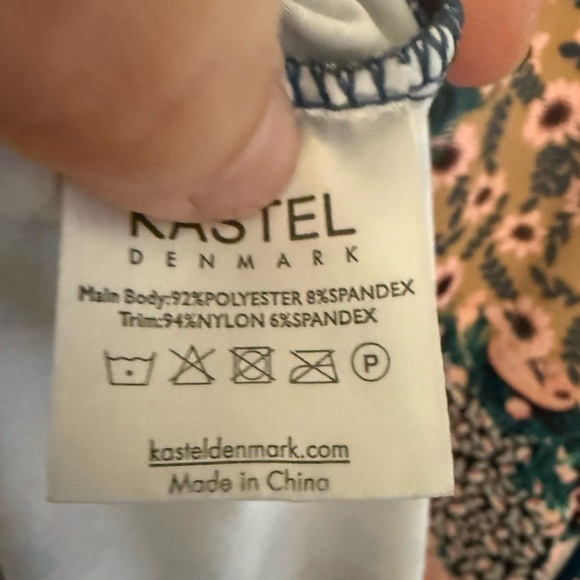 KASTEL
DENMARK
Main Body:92%POLYESTER 8%SPANDEX
Trim:94%NYLON 6%SPANDEX
P
kasteldenmark.com
Made in China